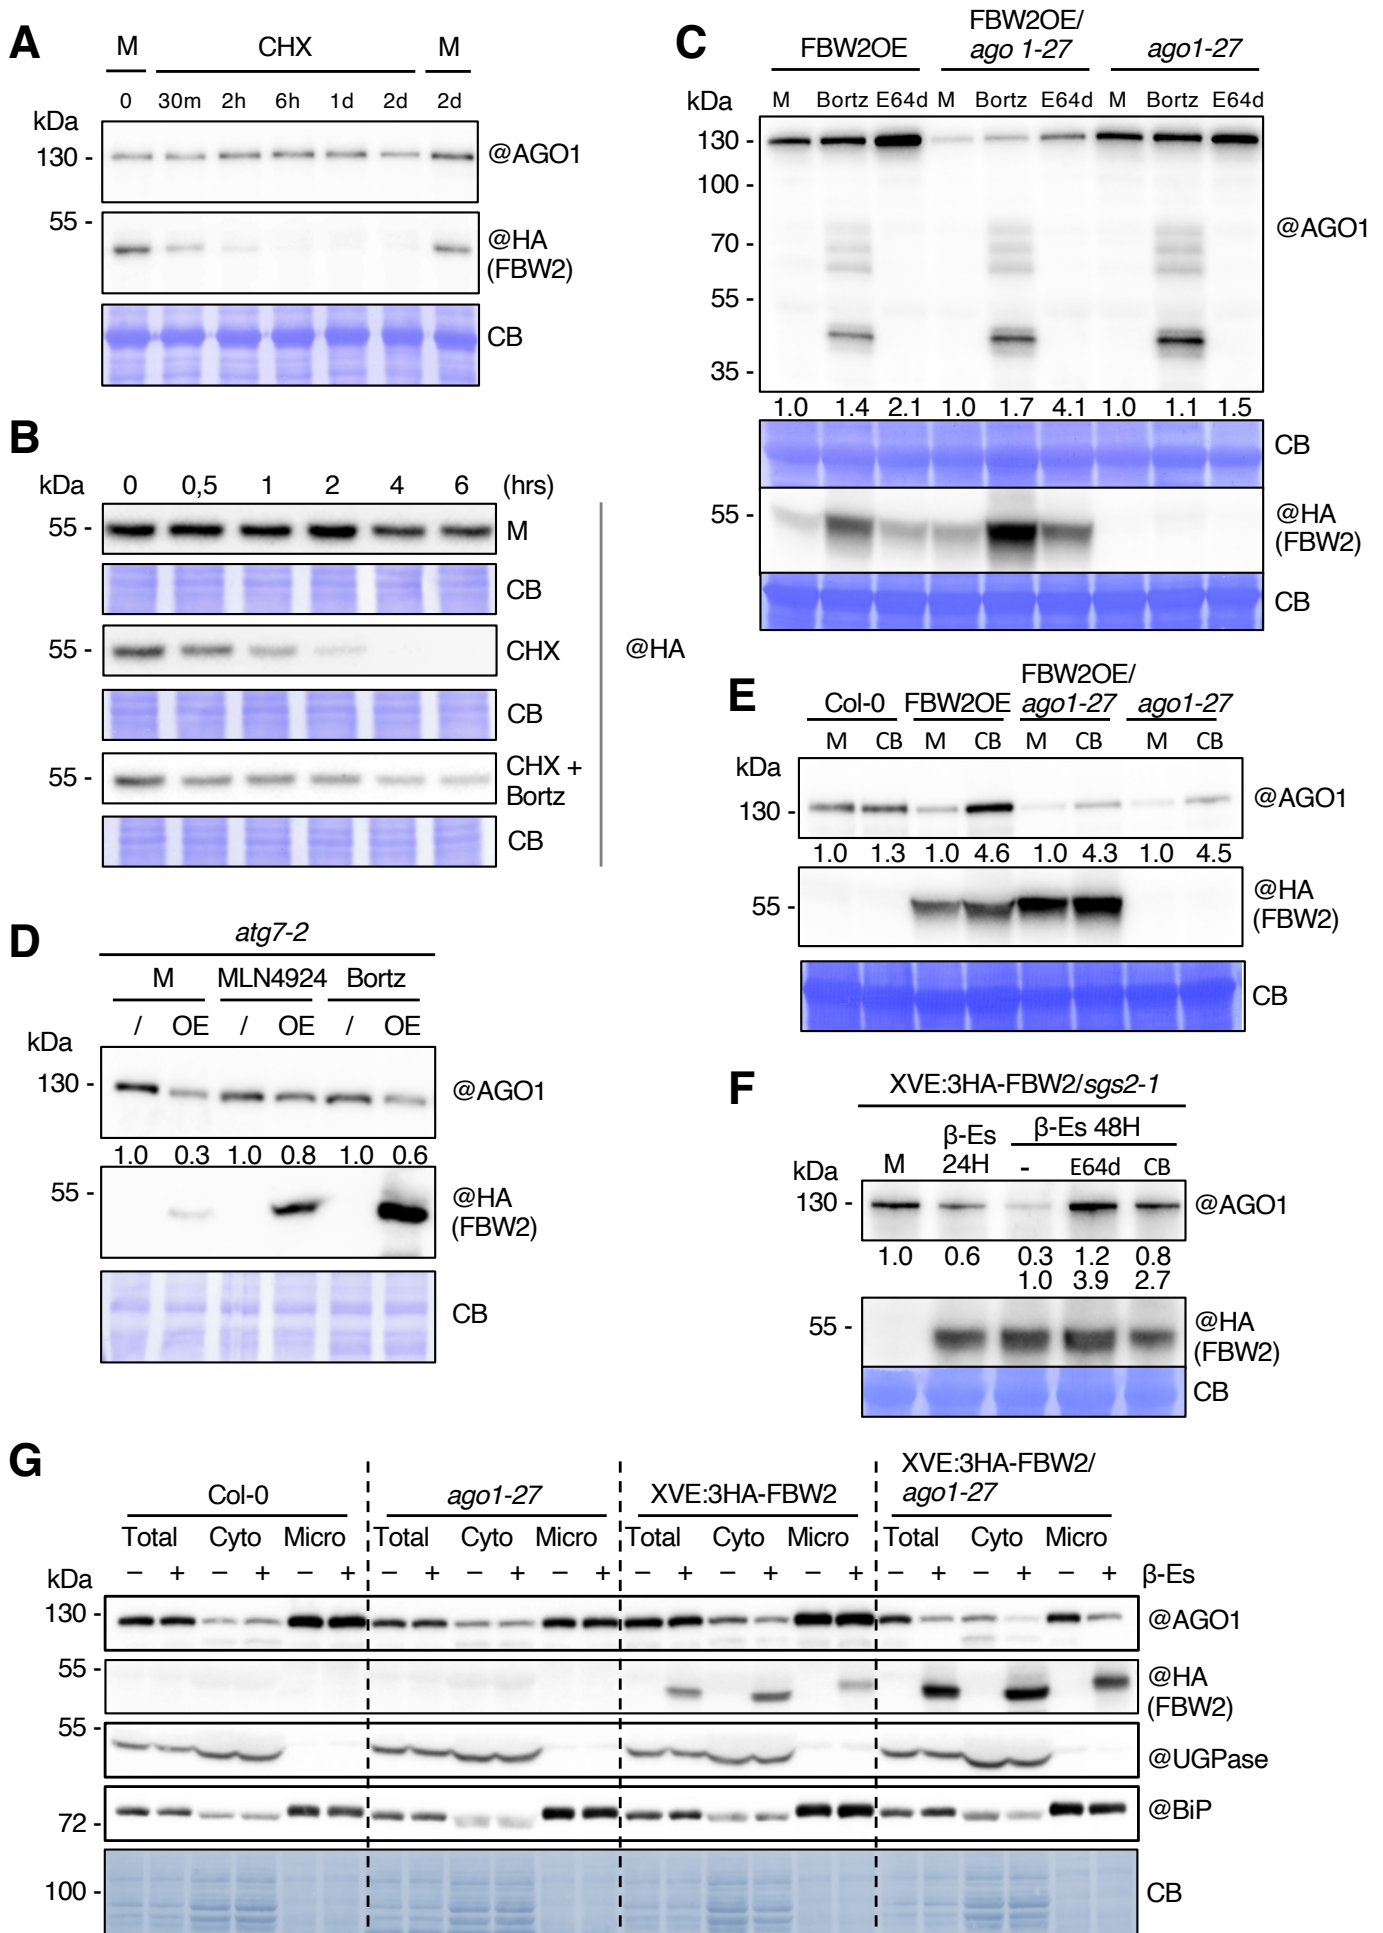 A
M CHX M
0 30m 2h 6h 1d 2d 2d
kDa
130 - @AGO1
55 - @HA
(FBW2)
CB
B
kDa 0 0,5 1 2 4 6 (hrs)
55 - M
CB
55 - CHX @HA
CB
55 - CHX +
Bortz
CB
C
FBW2OE FBW2OE/
ago 1-27 ago1-27
kDa M Bortz E64d M Bortz E64d M Bortz E64d
130 -
100 -
70 - @AGO1
55 -
35 -
1.0 1.4 2.1 1.0 1.7 4.1 1.0 1.1 1.5
CB
55 - @HA
(FBW2)
CB
D
atg7-2
M MLN4924 Bortz
/ OE / OE / OE
kDa
130 - @AGO1
1.0 0.3 1.0 0.8 1.0 0.6
55 - @HA
(FBW2)
CB
E
Col-0 FBW2OE FBW2OE/
ago1-27 ago1-27
M CB M CB M CB M CB
kDa
130 - @AGO1
1.0 1.3 1.0 4.6 1.0 4.3 1.0 4.5
55 - @HA
(FBW2)
CB
F
XVE:3HA-FBW2/sgs2-1
β-Es 48H
M β-Es
24H - E64d CB
kDa
130 - @AGO1
1.0 0.6 0.3 1.2 0.8
1.0 3.9 2.7
55 - @HA
(FBW2)
CB
G
Col-0 ago1-27 XVE:3HA-FBW2 XVE:3HA-FBW2/
ago1-27
Total Cyto Micro Total Cyto Micro Total Cyto Micro Total Cyto Micro
kDa − + − + − + − + − + − + − + − + − + − + − + − + β-Es
130 - @AGO1
55 - @HA
(FBW2)
55 - @UGPase
72 - @BiP
100 - CB